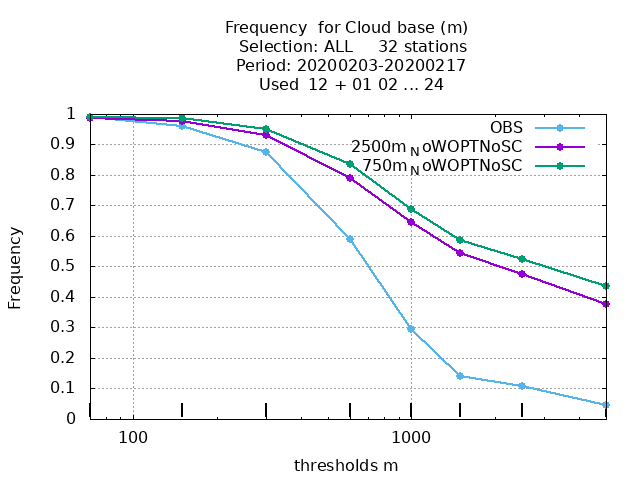 Frequency  for Cloud base (m)
Selection: ALL     32 stations
Period: 20200203-20200217
Used  12 + 01 02 ... 24
OBS
2500m_NoWOPTNoSC
750m_NoWOPTNoSC
1
0.9
0.8
0.7
0.6
0.5
0.4
0.3
0.2
0.1
0
Frequency
100
1000
thresholds m